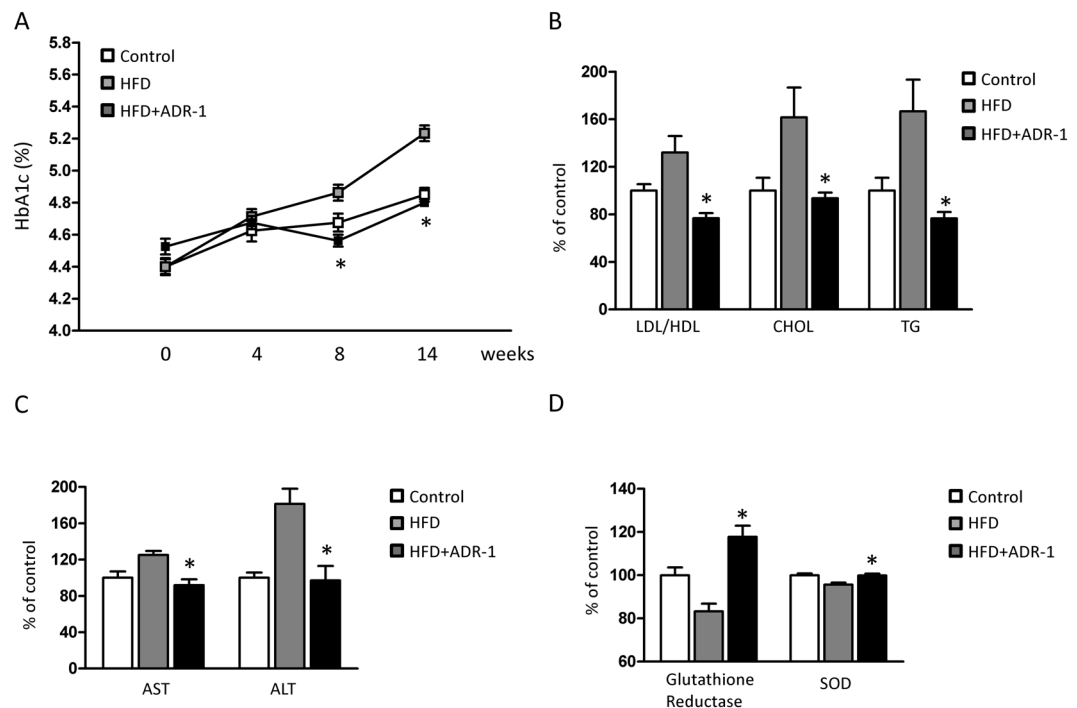 A
5.8
5.6
5.4
5.2
5.0
4.8
4.6
4.4
4.2
4.0
HbA1c (%)
Control
HFD
HFD+ADR-1
*
*
0 4 8 14 weeks
B
200
160
120
80
40
0
% of control
Control
HFD
HFD+ADR-1
* * *
LDL/HDL CHOL TG
C
200
160
120
80
40
0
% of control
Control
HFD
HFD+ADR-1
* *
AST ALT
D
140
120
100
80
60
% of control
Control
HFD
HFD+ADR-1
* *
Glutathione
Reductase
SOD